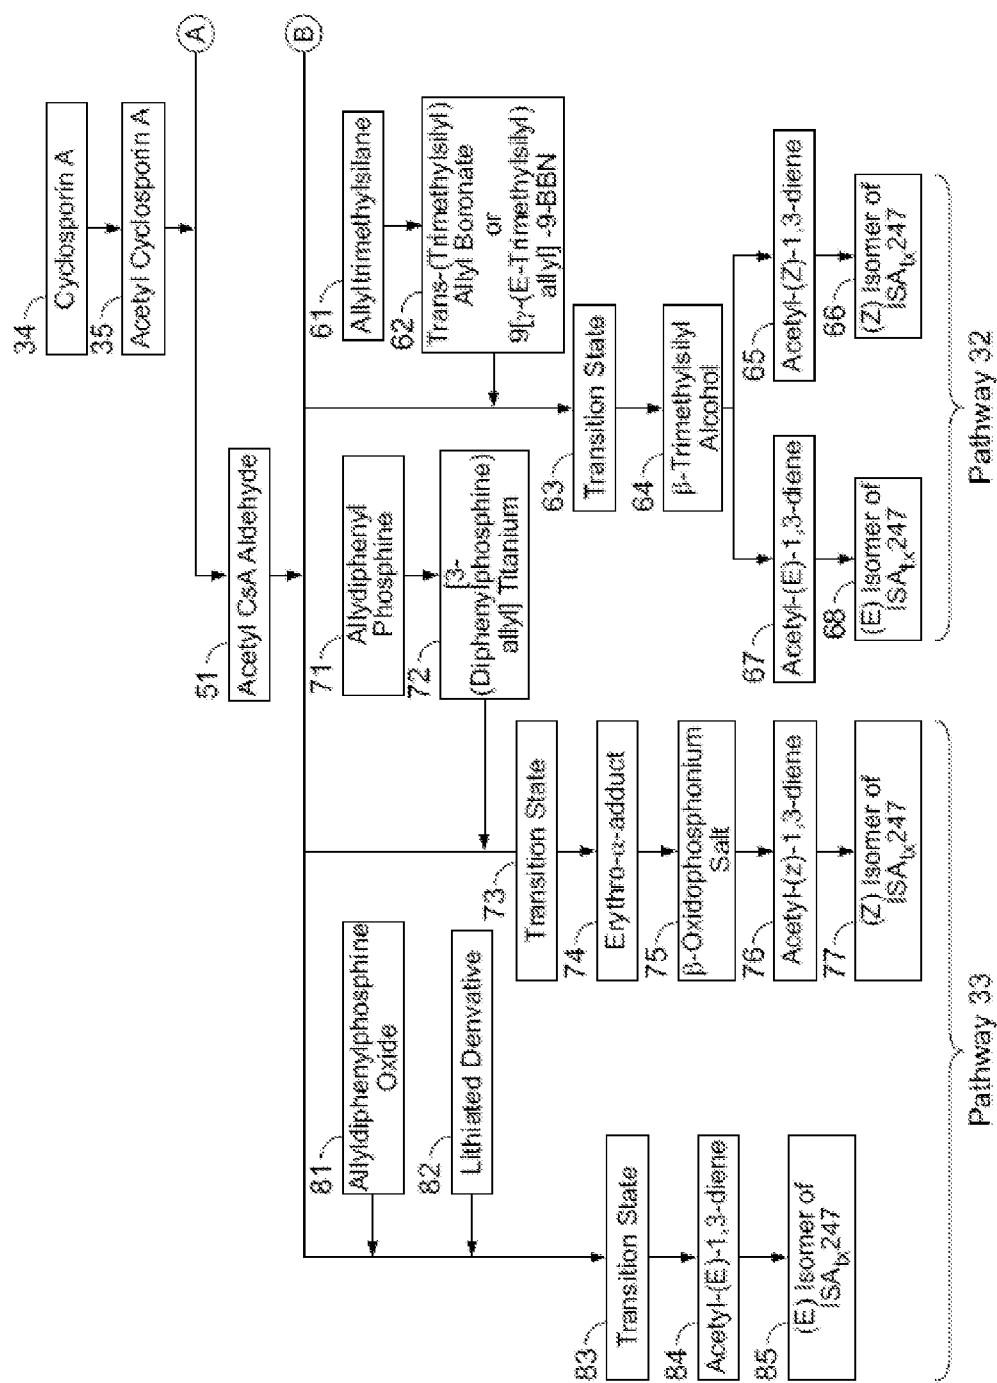 34
Cyclosporin A
35
Acetyl Cyclosporin A
A
51
Acetyl CsA Aldehyde
B
81
Allyldiphenylphosphine
Oxide
82
Lithiated Derivative
83
Transition State
84
Acetyl-(E)-1,3-diene
85
(E) Isomer of
ISAtx247
71
Allydiphenyl
Phosphine
72
[3-
(Diphenylphosphine)
allyl] Titanium
73
Transition State
74
Erythro-α-adduct
75
β-Oxidophosphonium
Salt
76
Acetyl-(z)-1,3-diene
77
(Z) Isomer of
ISAtx247
61
Allyltrimethylsilane
62
Trans-(Trimethylsilyl)
Allyl Boronate
or
9[γ-(E-Trimethylsilyl)
allyl] -9-BBN
63
Transition State
64
β-Trimethylsilyl
Alcohol
67
Acetyl-(E)-1,3-diene
68
(E) Isomer of
ISAtx247
65
Acetyl-(Z)-1,3-diene
66
(Z) Isomer of
ISAtx247
Pathway 33
Pathway 32